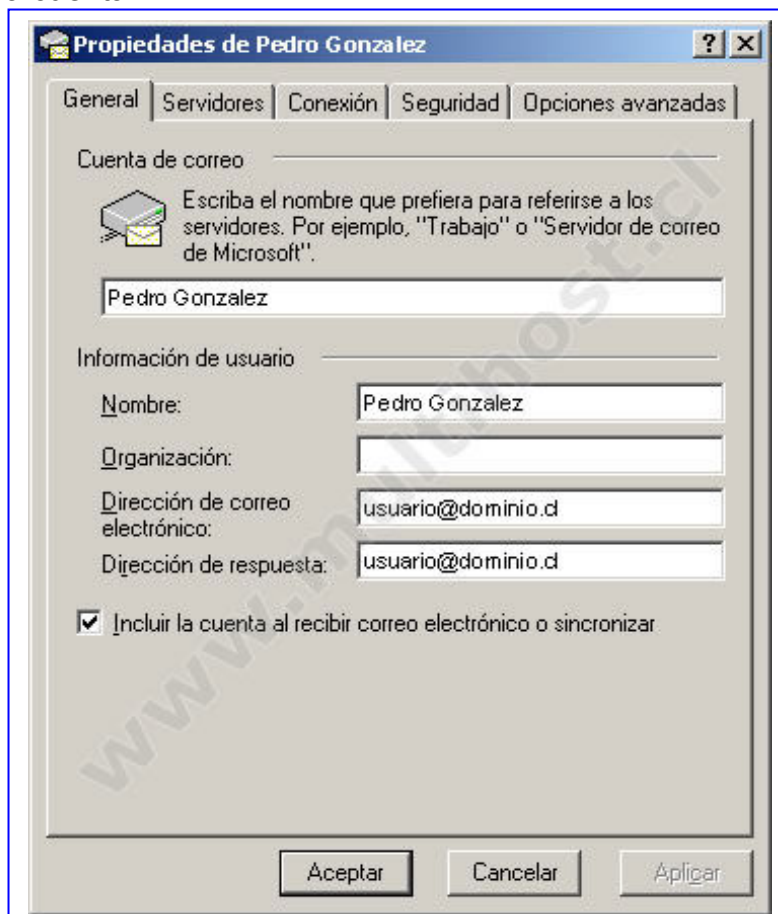 Propiedades de Pedro Gonzalez
General Servidores Conexión Seguridad Opciones avanzadas
Cuenta de correo
Escriba el nombre que prefiera para referirse a los
servidores. Por ejemplo, "Trabajo" o "Servidor de correo
de Microsoft".
Pedro Gonzalez
Información de usuario
Nombre: Pedro Gonzalez
Organización:
Dirección de correo
electrónico: usuario@dominio.cl
Dirección de respuesta: usuario@dominio.cl
Incluir la cuenta al recibir correo electrónico o sincronizar
Aceptar Cancelar Aplicar
www.multhost.cl